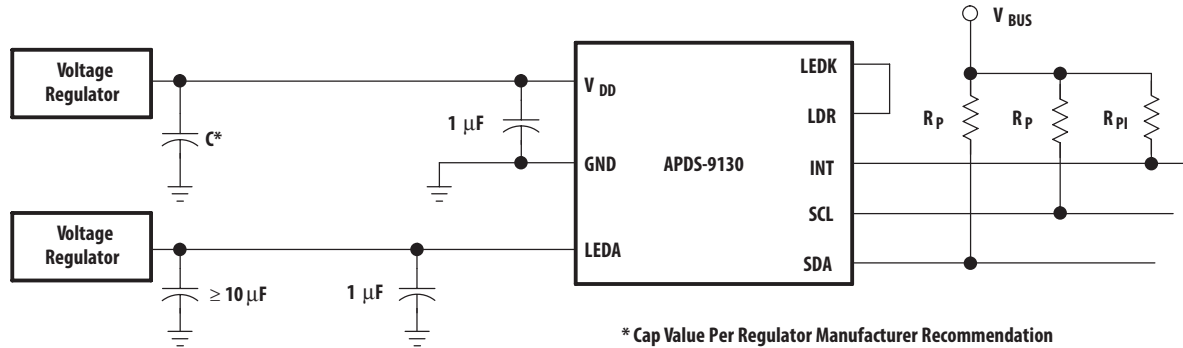 V BUS
Voltage
Regulator
V DD
LEDK
LDR
C*
1 μF
GND
APDS-9130
INT
R P
R P
R PI
SCL
Voltage
Regulator
LEDA
SDA
≥ 10 μF
1 μF
* Cap Value Per Regulator Manufacturer Recommendation